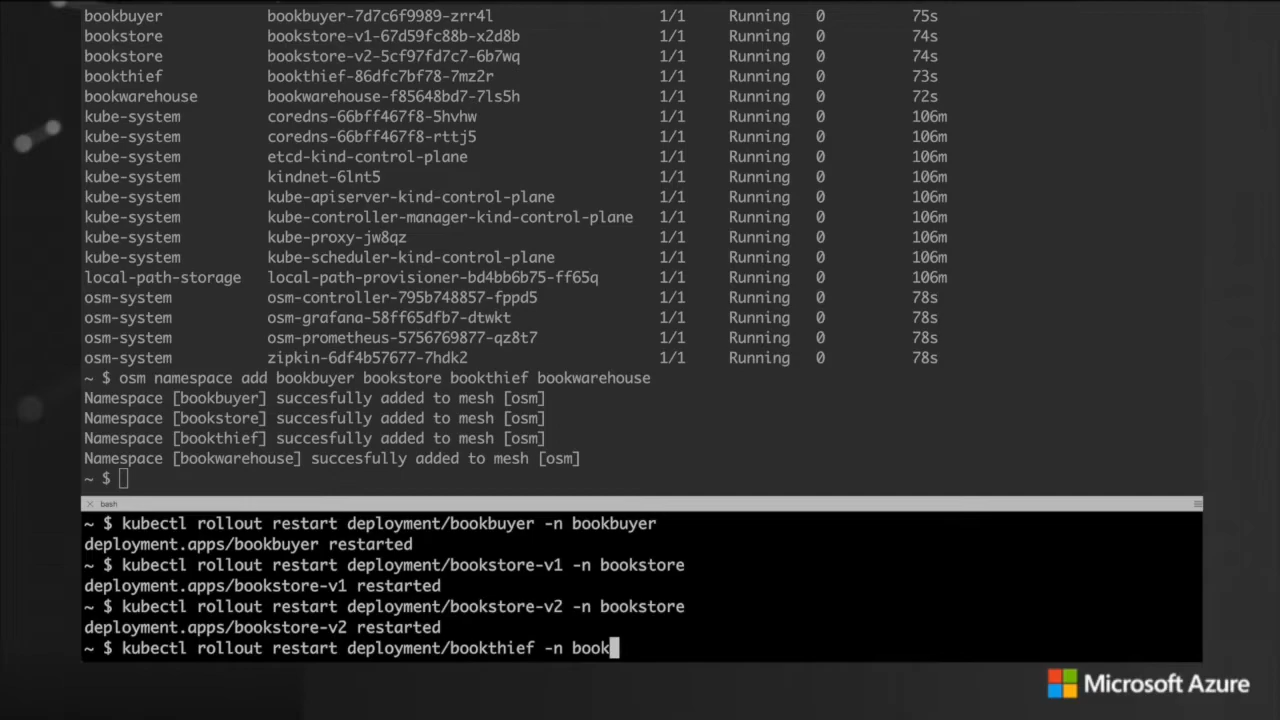 bookbuyer bookbuyer-7d7c6f9989-zrr4l 1/1 Running 0 75s
bookstore bookstore-v1-67d59fc88b-x2d8b 1/1 Running 0 74s
bookstore bookstore-v2-5cf97fd7c7-6b7wq 1/1 Running 0 74s
bookthief bookthief-86dfc7bf78-7mz2r 1/1 Running 0 73s
bookwarehouse bookwarehouse-f85648bd7-7ls5h 1/1 Running 0 72s
kube-system coredns-66bff467f8-5hvhw 1/1 Running 0 106m
kube-system coredns-66bff467f8-rttj5 1/1 Running 0 106m
kube-system etcd-kind-control-plane 1/1 Running 0 106m
kube-system kindnet-6lnt5 1/1 Running 0 106m
kube-system kube-apiserver-kind-control-plane 1/1 Running 0 106m
kube-system kube-controller-manager-kind-control-plane 1/1 Running 0 106m
kube-system kube-proxy-jw8qz 1/1 Running 0 106m
kube-system kube-scheduler-kind-control-plane 1/1 Running 0 106m
local-path-storage local-path-provisioner-bd4bb6b75-ff65q 1/1 Running 0 106m
osm-system osm-controller-795b748857-fppd5 1/1 Running 0 78s
osm-system osm-grafana-58ff65dfb7-dtwkt 1/1 Running 0 78s
osm-system osm-prometheus-5756769877-qz8t7 1/1 Running 0 78s
osm-system zipkin-6df4b57677-7hdk2 1/1 Running 0 78s
~ $ osm namespace add bookbuyer bookstore bookthief bookwarehouse
Namespace [bookbuyer] succesfully added to mesh [osm]
Namespace [bookstore] succesfully added to mesh [osm]
Namespace [bookthief] succesfully added to mesh [osm]
Namespace [bookwarehouse] succesfully added to mesh [osm]
~ $
bash
~ $ kubectl rollout restart deployment/bookbuyer -n bookbuyer
deployment.apps/bookbuyer restarted
~ $ kubectl rollout restart deployment/bookstore-v1 -n bookstore
deployment.apps/bookstore-v1 restarted
~ $ kubectl rollout restart deployment/bookstore-v2 -n bookstore
deployment.apps/bookstore-v2 restarted
~ $ kubectl rollout restart deployment/bookthief -n book
Microsoft Azure